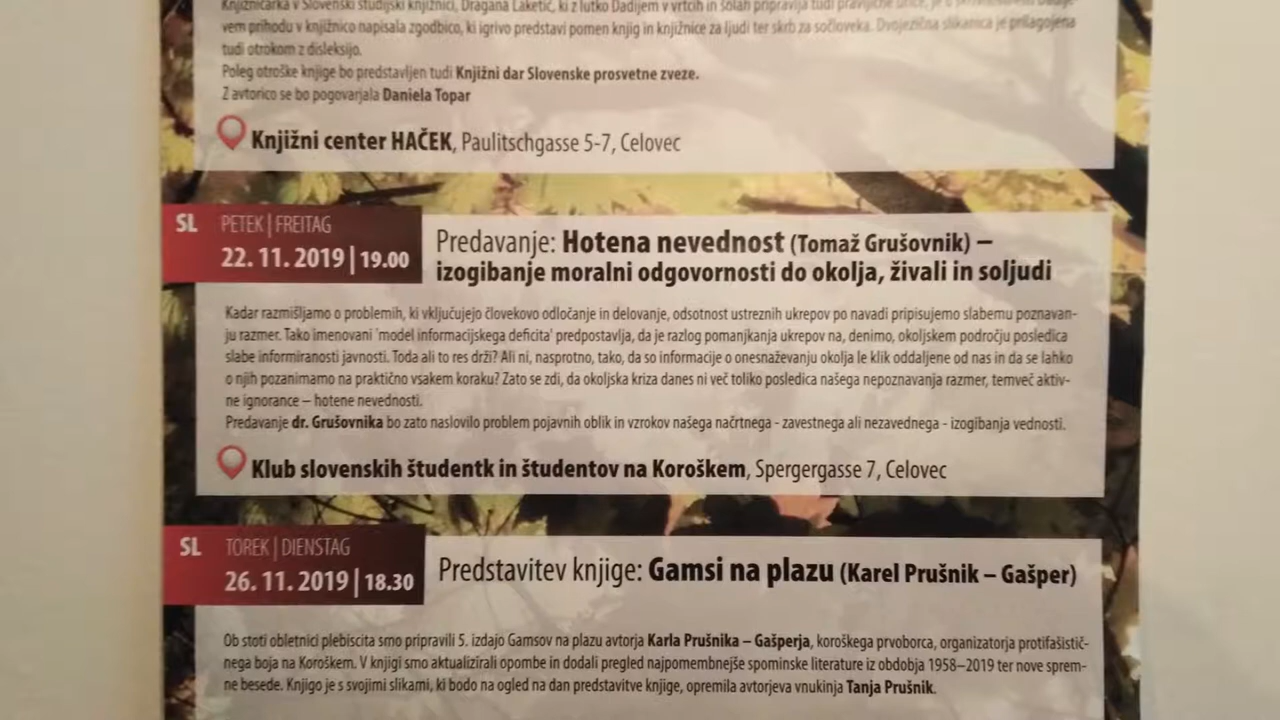 Knjižničarka v Slovenski študijski knjižnici, Dragana Laketić, ki z lutko Dadijem v vrtcih in šolah pripravlja tudi pravljične
vem prihodu v knjižnico napisala zgodbico, ki igrivo predstavi pomen knjig in knjižnice za ljudi ter skrb za sočloveka. Dvojezična slikanica je prilagojena
tudi otrokom z disleksijo.
Poleg otroške knjige bo predstavljen tudi Knjižni dar Slovenske prosvetne zveze.
Z avtorico se bo pogovarjala Daniela Topar
Knjižni center HAČEK, Paulitschgasse 5-7, Celovec
SL PETEK | FREITAG
22. 11. 2019 | 19.00
Predavanje: Hotena nevednost (Tomaž Grušovnik) –
izogibanje moralni odgovornosti do okolja, živali in soljudi
Kadar razmišljamo o problemih, ki vključujejo človekovo odločanje in delovanje, odsotnost ustreznih ukrepov po navadi pripisujemo slabemu poznavan-
ju razmer. Tako imenovani 'model informacijskega deficita' predpostavlja, da je razlog pomanjkanja ukrepov na, denimo, okoljskem področju posledica
slabe informiranosti javnosti. Toda ali to res drži? Ali ni, nasprotno, tako, da so informacije o onesnaževanju okolja le klik oddaljene od nas in da se lahko
o njih pozanimamo na praktično vsakem koraku? Zato se zdi, da okoljska kriza danes ni več toliko posledica našega nepoznavanja razmer, temveč aktiv-
ne ignorance – hotene nevednosti.
Predavanje dr. Grušovnika bo zato naslovilo problem pojavnih oblik in vzrokov našega načrtnega - zavestnega ali nezavednega - izogibanja vednosti.
Klub slovenskih študentk in študentov na Koroškem, Spergergasse 7, Celovec
SL TOREK | DIENSTAG
26. 11. 2019 | 18.30
Predstavitev knjige: Gamsi na plazu (Karel Prušnik – Gašper)
Ob stoti obletnici plebiscita smo pripravili 5. izdajo Gamsov na plazu avtorja Karla Prušnika – Gašperja, koroškega prvoborca, organizatorja protifašistič-
nega boja na Koroškem. V knjigi smo aktualizirali opombe in dodali pregled najpomembnejše spominske literature iz obdobja 1958–2019 ter nove sprem-
ne besede. Knjigo je s svojimi slikami, ki bodo na ogled na dan predstavitve knjige, opremila avtorjeva vnukinja Tanja Prušnik.